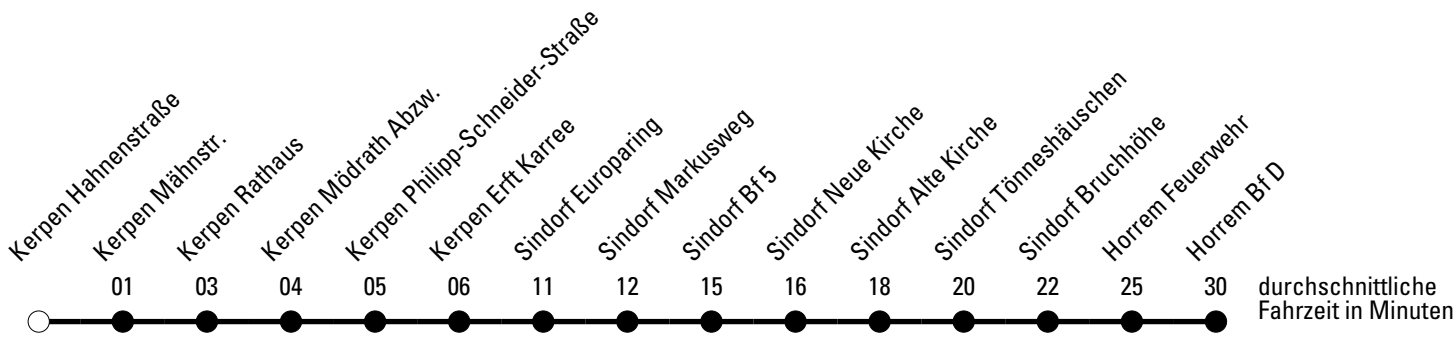 Kerpen Hahnenstraße
Kerpen Mähnstr.
Kerpen Rathaus
Kerpen Mödrath Abzw.
Kerpen Philipp-Schneider-Straße
Kerpen Erft Karree
Sindorf Europaring
Sindorf Markusweg
Sindorf Bf 5
Sindorf Neue Kirche
Sindorf Alte Kirche
Sindorf Tönneshäuschen
Sindorf Bruchhöhe
Horrem Feuerwehr
Horrem Bf D
01 03 04 05 06 11 12 15 16 18 20 22 25 30
durchschnittliche
Fahrzeit in Minuten